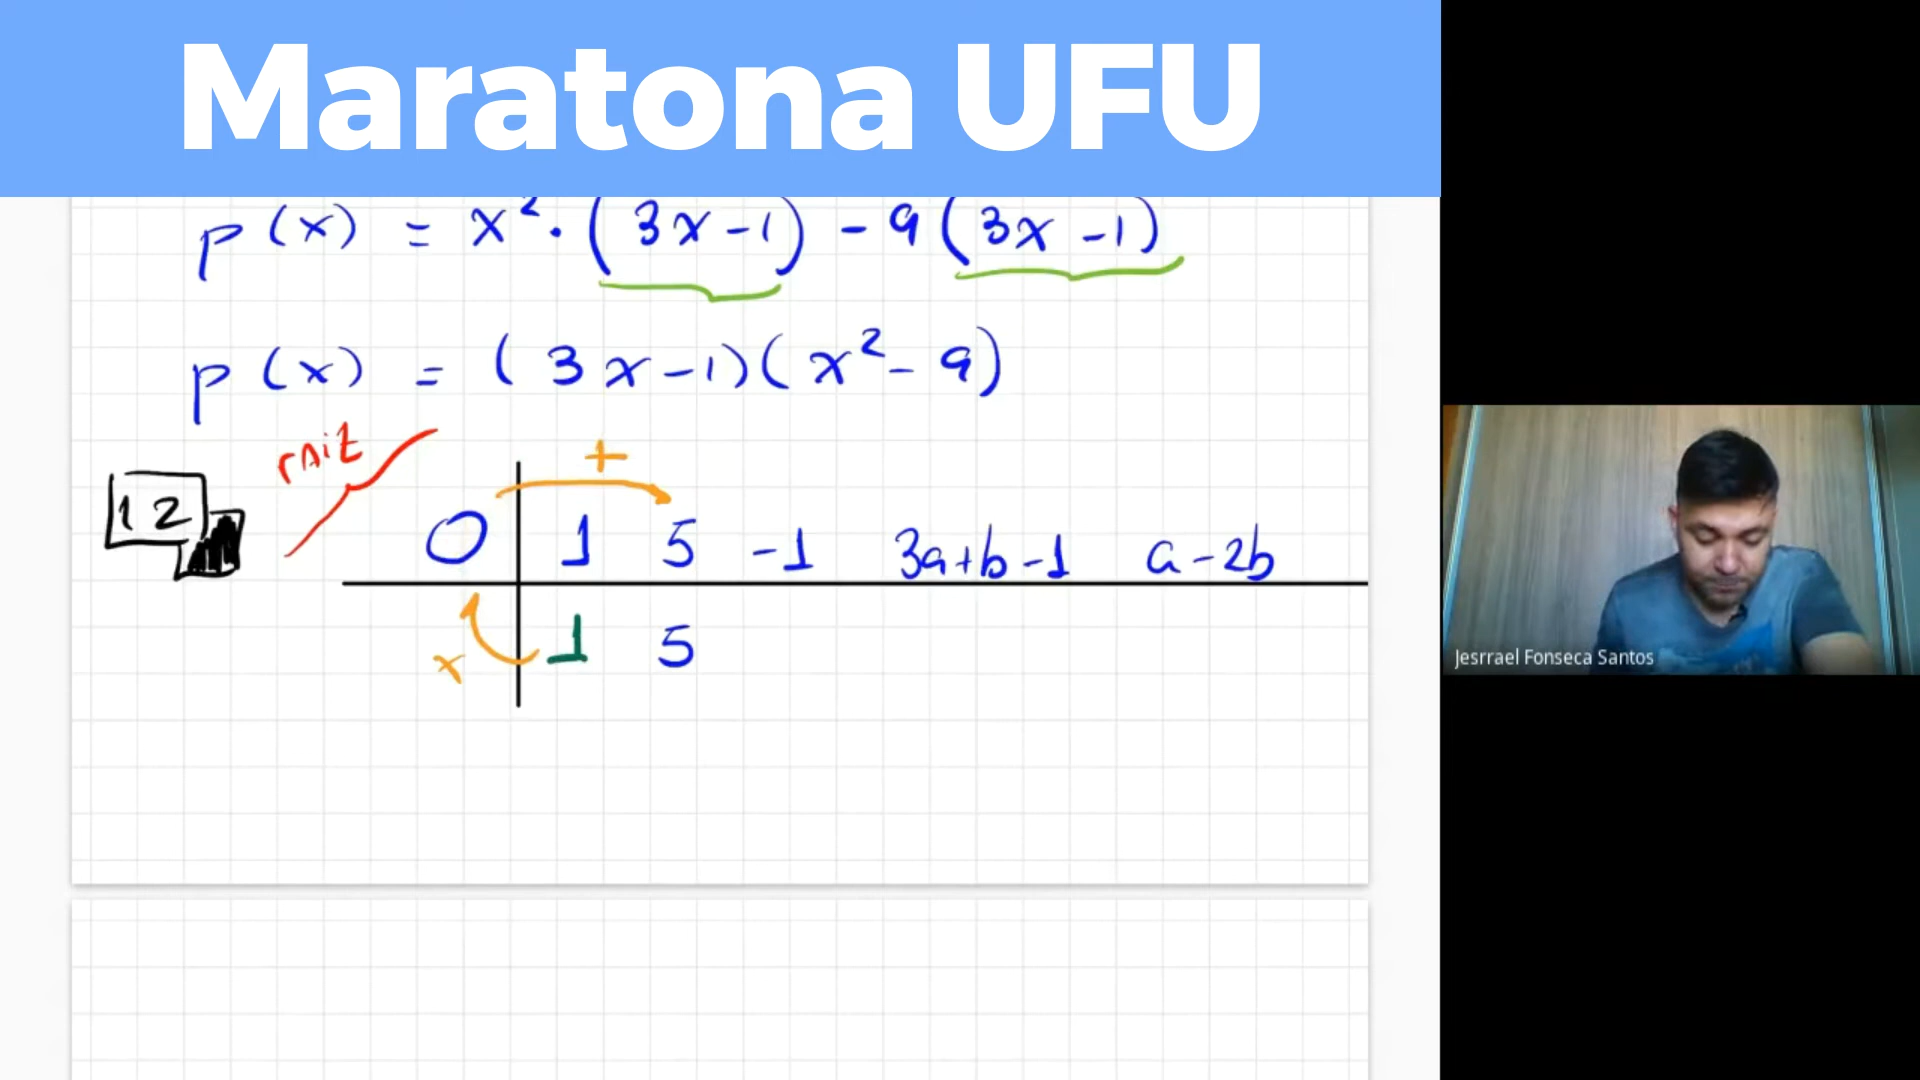 Maratona UFU
p(x) = x². (3x-1) - 9 (3x-1)
p(x) = (3x-1)(x²-9)
raiz
+
12
0 1 5 -1 3a+b-1 a-2b
x 1 5
Jesrrael Fonseca Santos